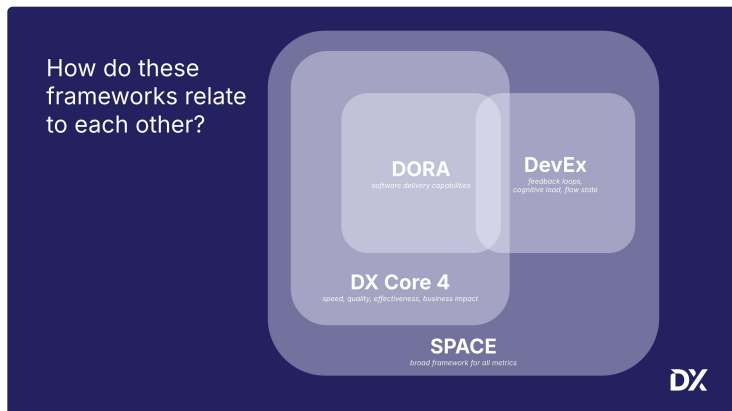 How do these
frameworks relate
to each other?
DORA
software delivery capabilities
DevEx
feedback loops,
cognitive load, flow state
DX Core 4
speed, quality, effectiveness, business impact
SPACE
broad framework for all metrics
DX